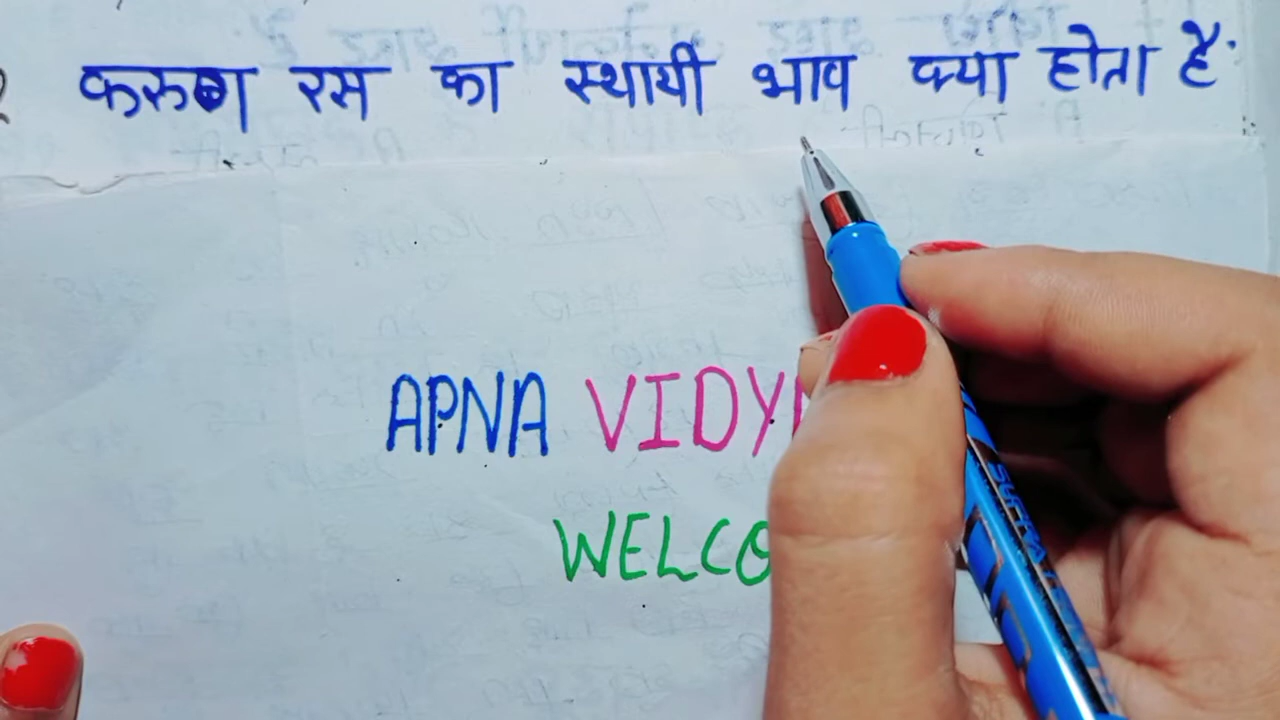 करुण रस का स्थायी भाव क्या होता है
APNA VIDY
WELCO